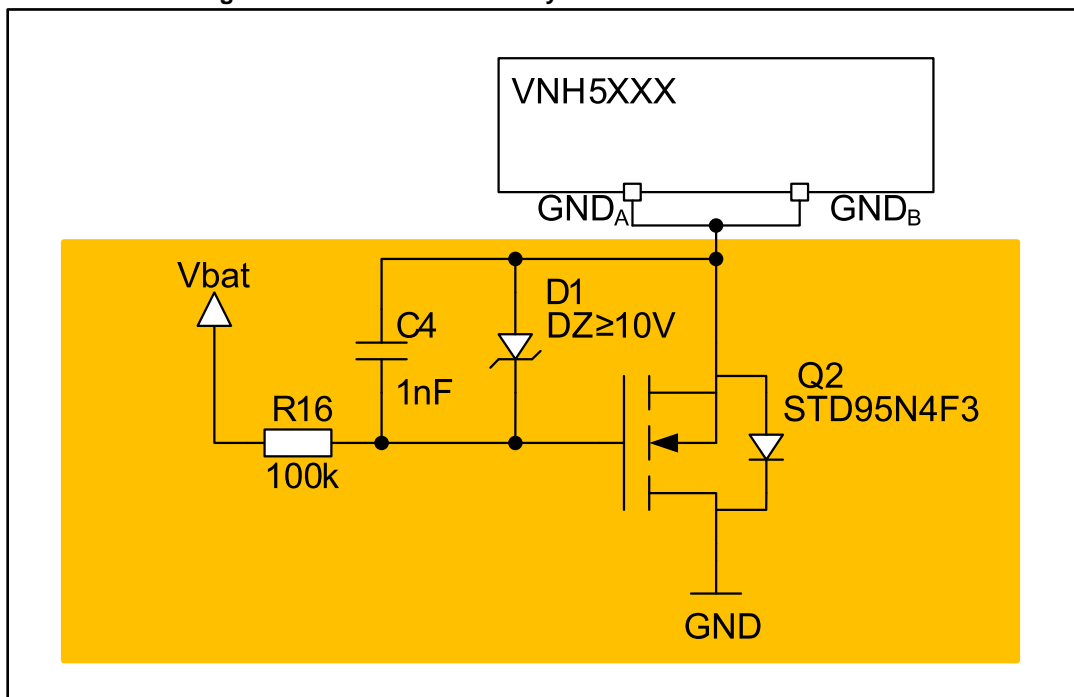 VNH5XXX
GNDA
GNDB
Vbat
C4
1nF
D1
DZ≥10V
R16
100k
Q2
STD95N4F3
GND